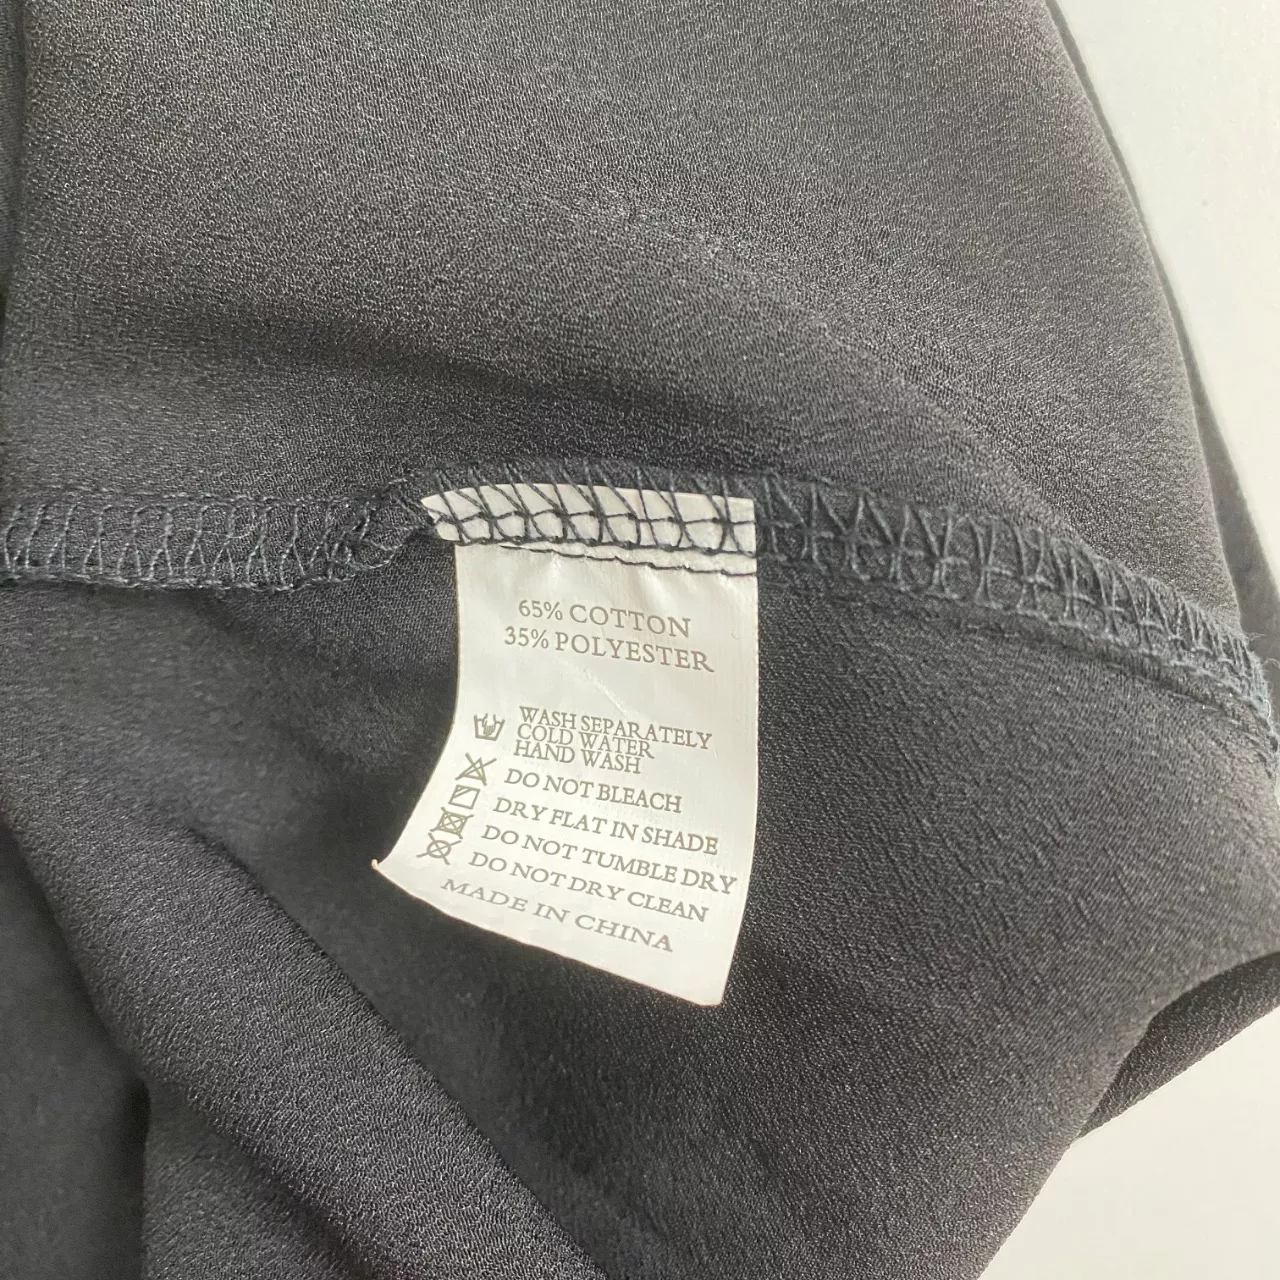 65% COTTON
35% POLYESTER
WASH SEPARATELY
COLD WATER
HAND WASH
DO NOT BLEACH
DRY FLAT IN SHADE
DO NOT TUMBLE DRY
DO NOT DRY CLEAN
MADE IN CHINA